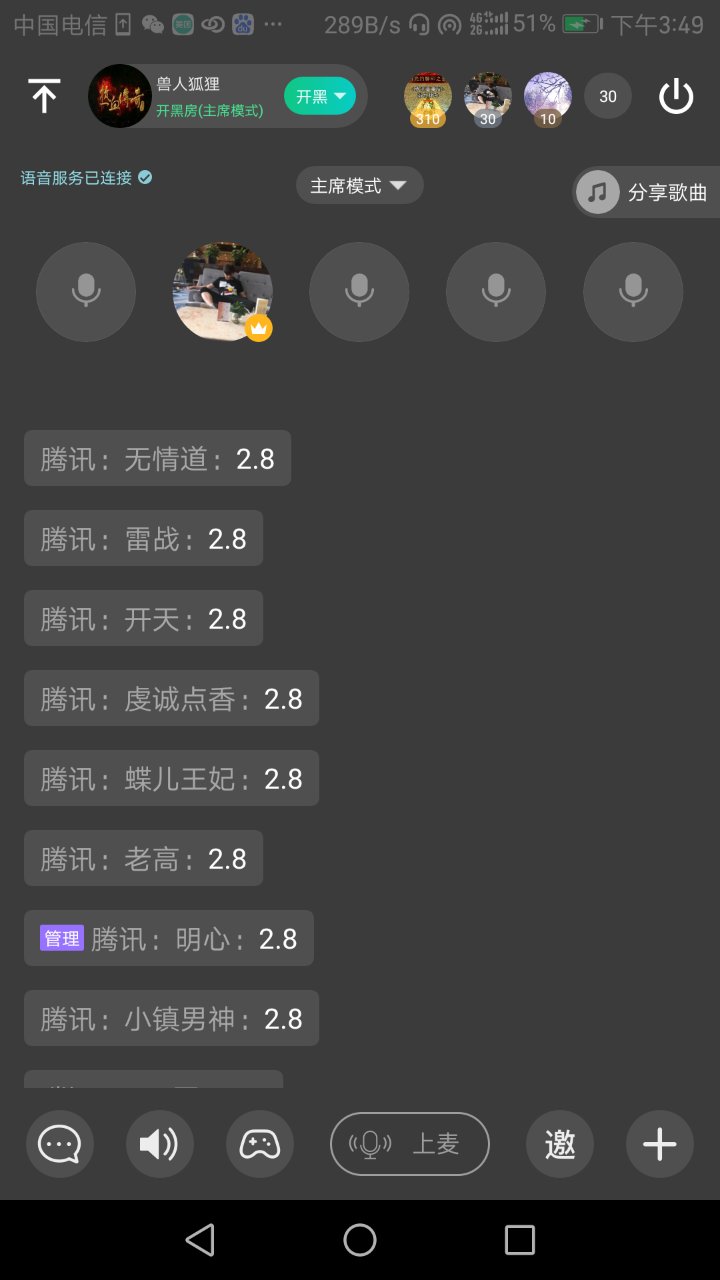 中国电信 289B/s 4G 2G 51% 下午3:49
兽人狐狸
开黑房(主席模式)
开黑
310
30
10
30
语音服务已连接
主席模式
分享歌曲
腾讯：无情道：2.8
腾讯：雷战：2.8
腾讯：开天：2.8
腾讯：虔诚点香：2.8
腾讯：蝶儿王妃：2.8
腾讯：老高：2.8
管理 腾讯：明心：2.8
腾讯：小镇男神：2.8
上麦
邀